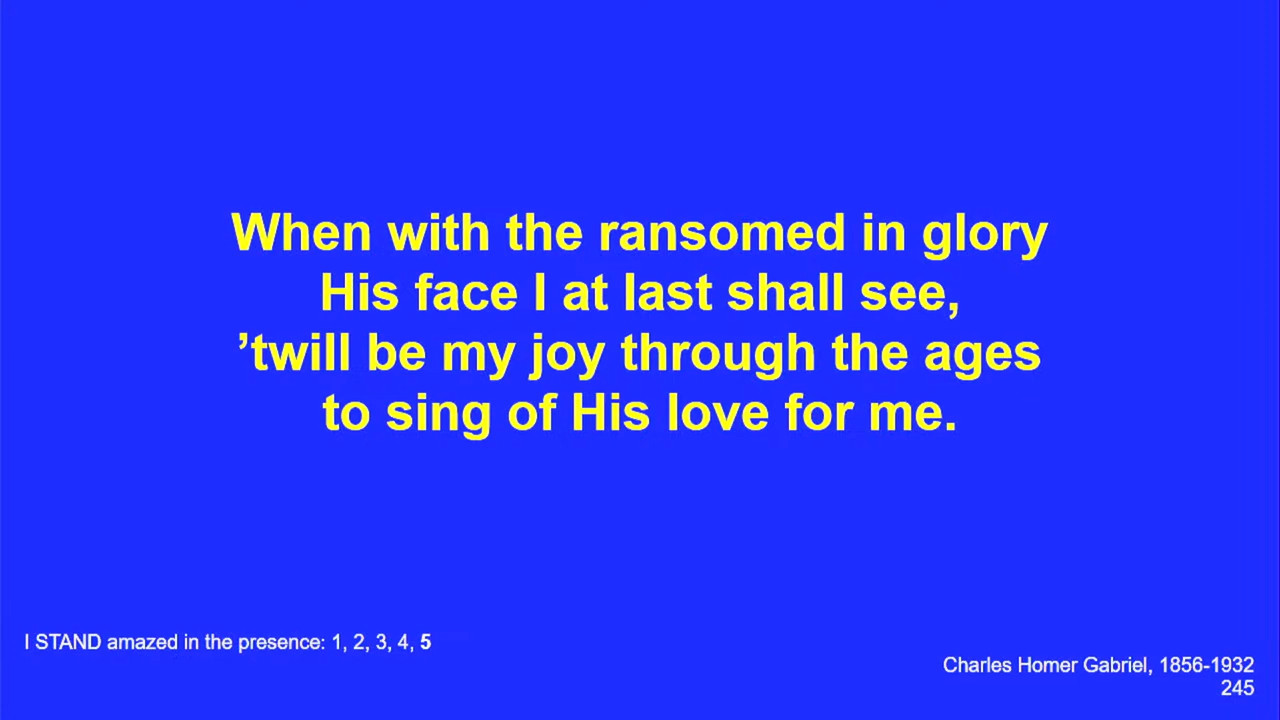 When with the ransomed in glory
His face I at last shall see,
’twill be my joy through the ages
to sing of His love for me.
I STAND amazed in the presence: 1, 2, 3, 4, 5
Charles Homer Gabriel, 1856-1932
245